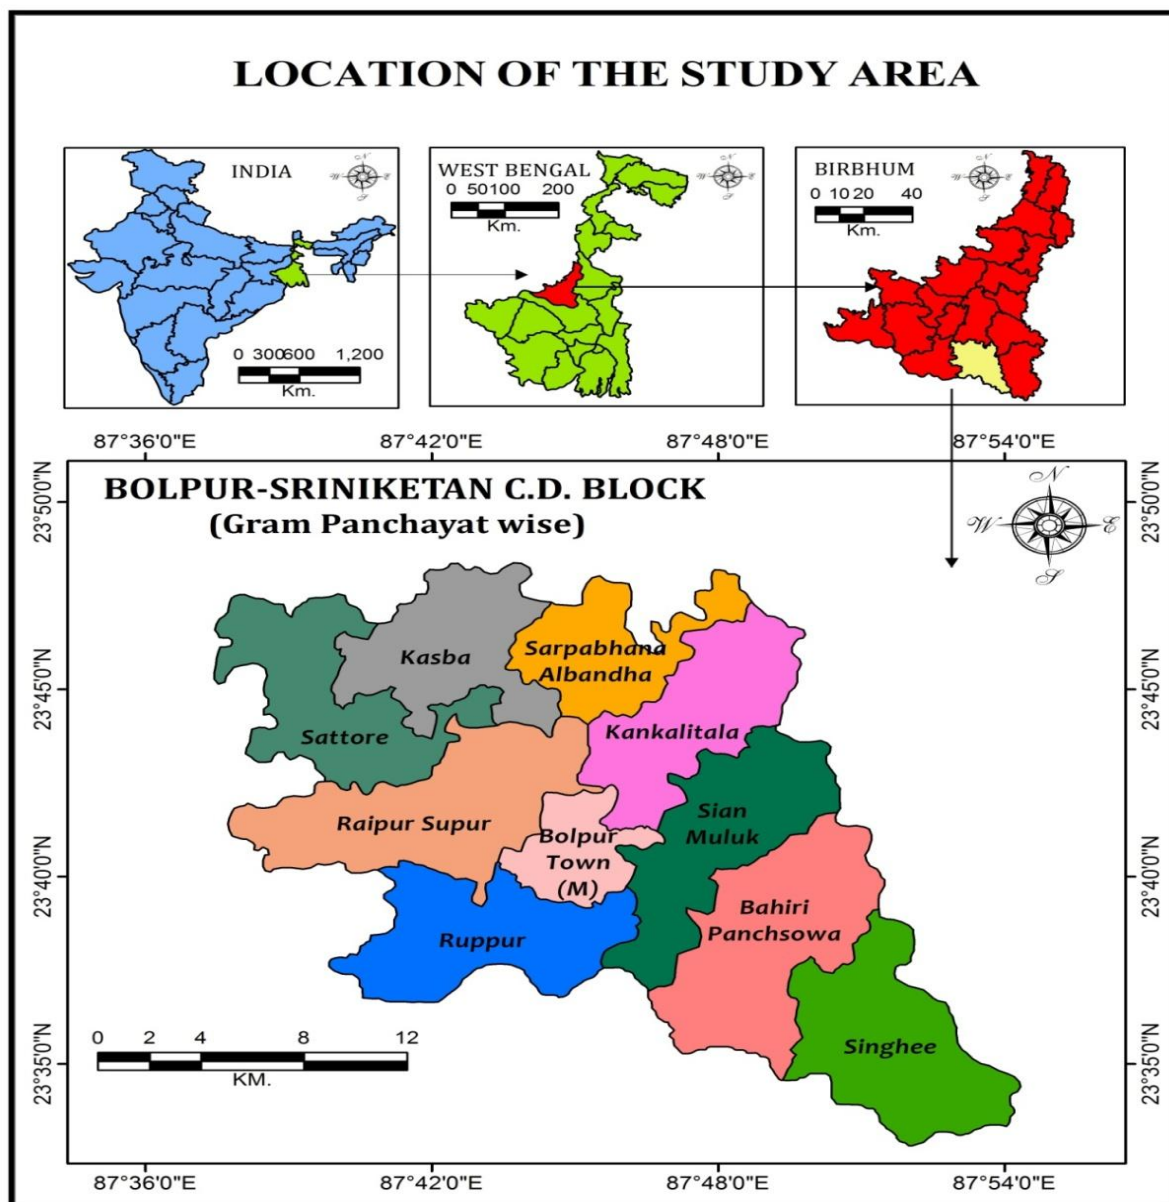 LOCATION OF THE STUDY AREA
INDIA
N
W
E
S
0 300 600 1,200
Km.
WEST BENGAL
0 50 100 200
Km.
N
W
E
S
BIRBHUM
0 10 20 40
Km.
N
W
E
S
87°36'0"E 87°42'0"E 87°48'0"E 87°54'0"E
BOLPUR-SRINIKETAN C.D. BLOCK
(Gram Panchayat wise)
N
W
E
S
23°50'0"N
23°50'0"N
Kasba
Sarpabhana
Albandha
23°45'0"N
23°45'0"N
Sattore
Kankalitala
Raipur Supur
Bolpur
Town
(M)
Sian
Muluk
23°40'0"N
23°40'0"N
Ruppur
Bahiri
Panchsowa
Singhee
0 2 4 8 12
KM.
23°35'0"N
23°35'0"N
87°36'0"E 87°42'0"E 87°48'0"E 87°54'0"E